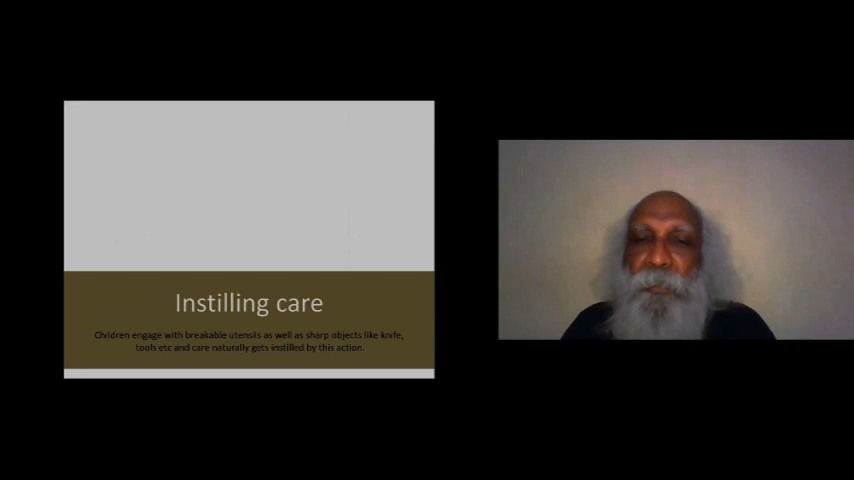 Instilling care
Children engage with breakable utensils as well as sharp objects like knife,
tools etc and care naturally gets instilled by this action.